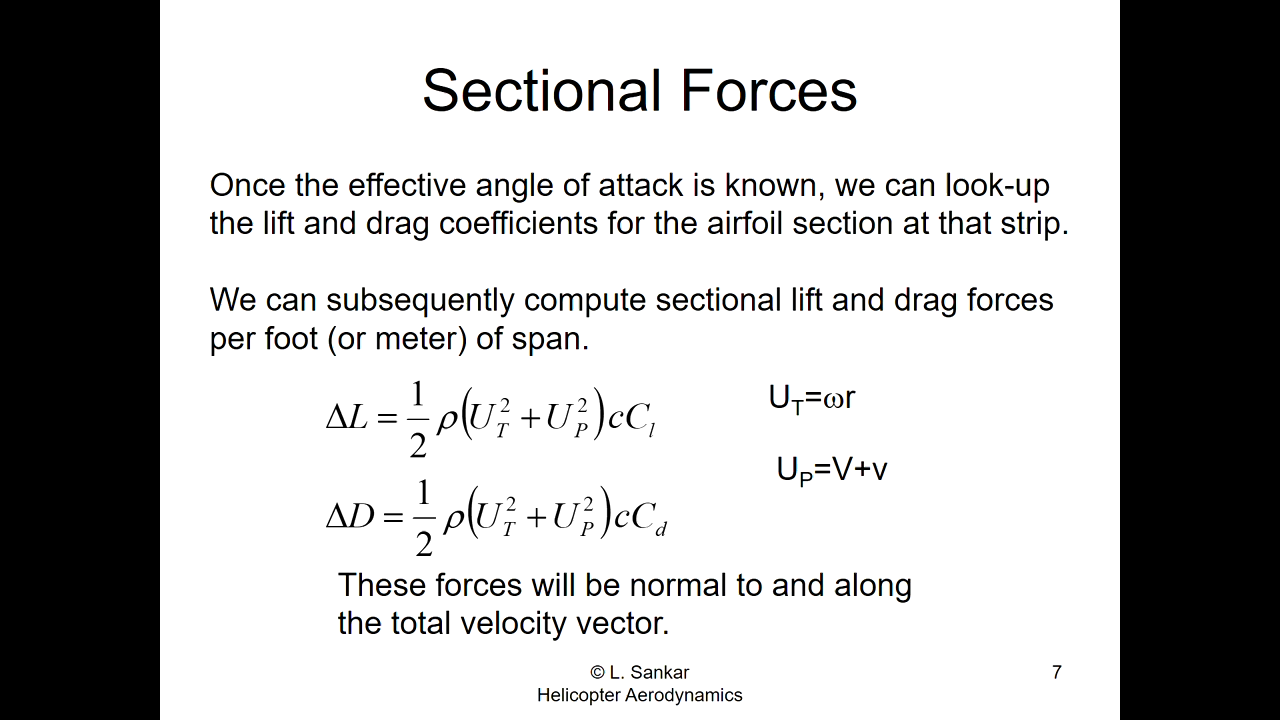 Sectional Forces
Once the effective angle of attack is known, we can look-up
the lift and drag coefficients for the airfoil section at that strip.
We can subsequently compute sectional lift and drag forces
per foot (or meter) of span.
ΔL = 1/2 ρ(U_T^2 + U_P^2)cC_l
U_T=ωr
U_P=V+v
ΔD = 1/2 ρ(U_T^2 + U_P^2)cC_d
These forces will be normal to and along
the total velocity vector.
© L. Sankar
Helicopter Aerodynamics
7